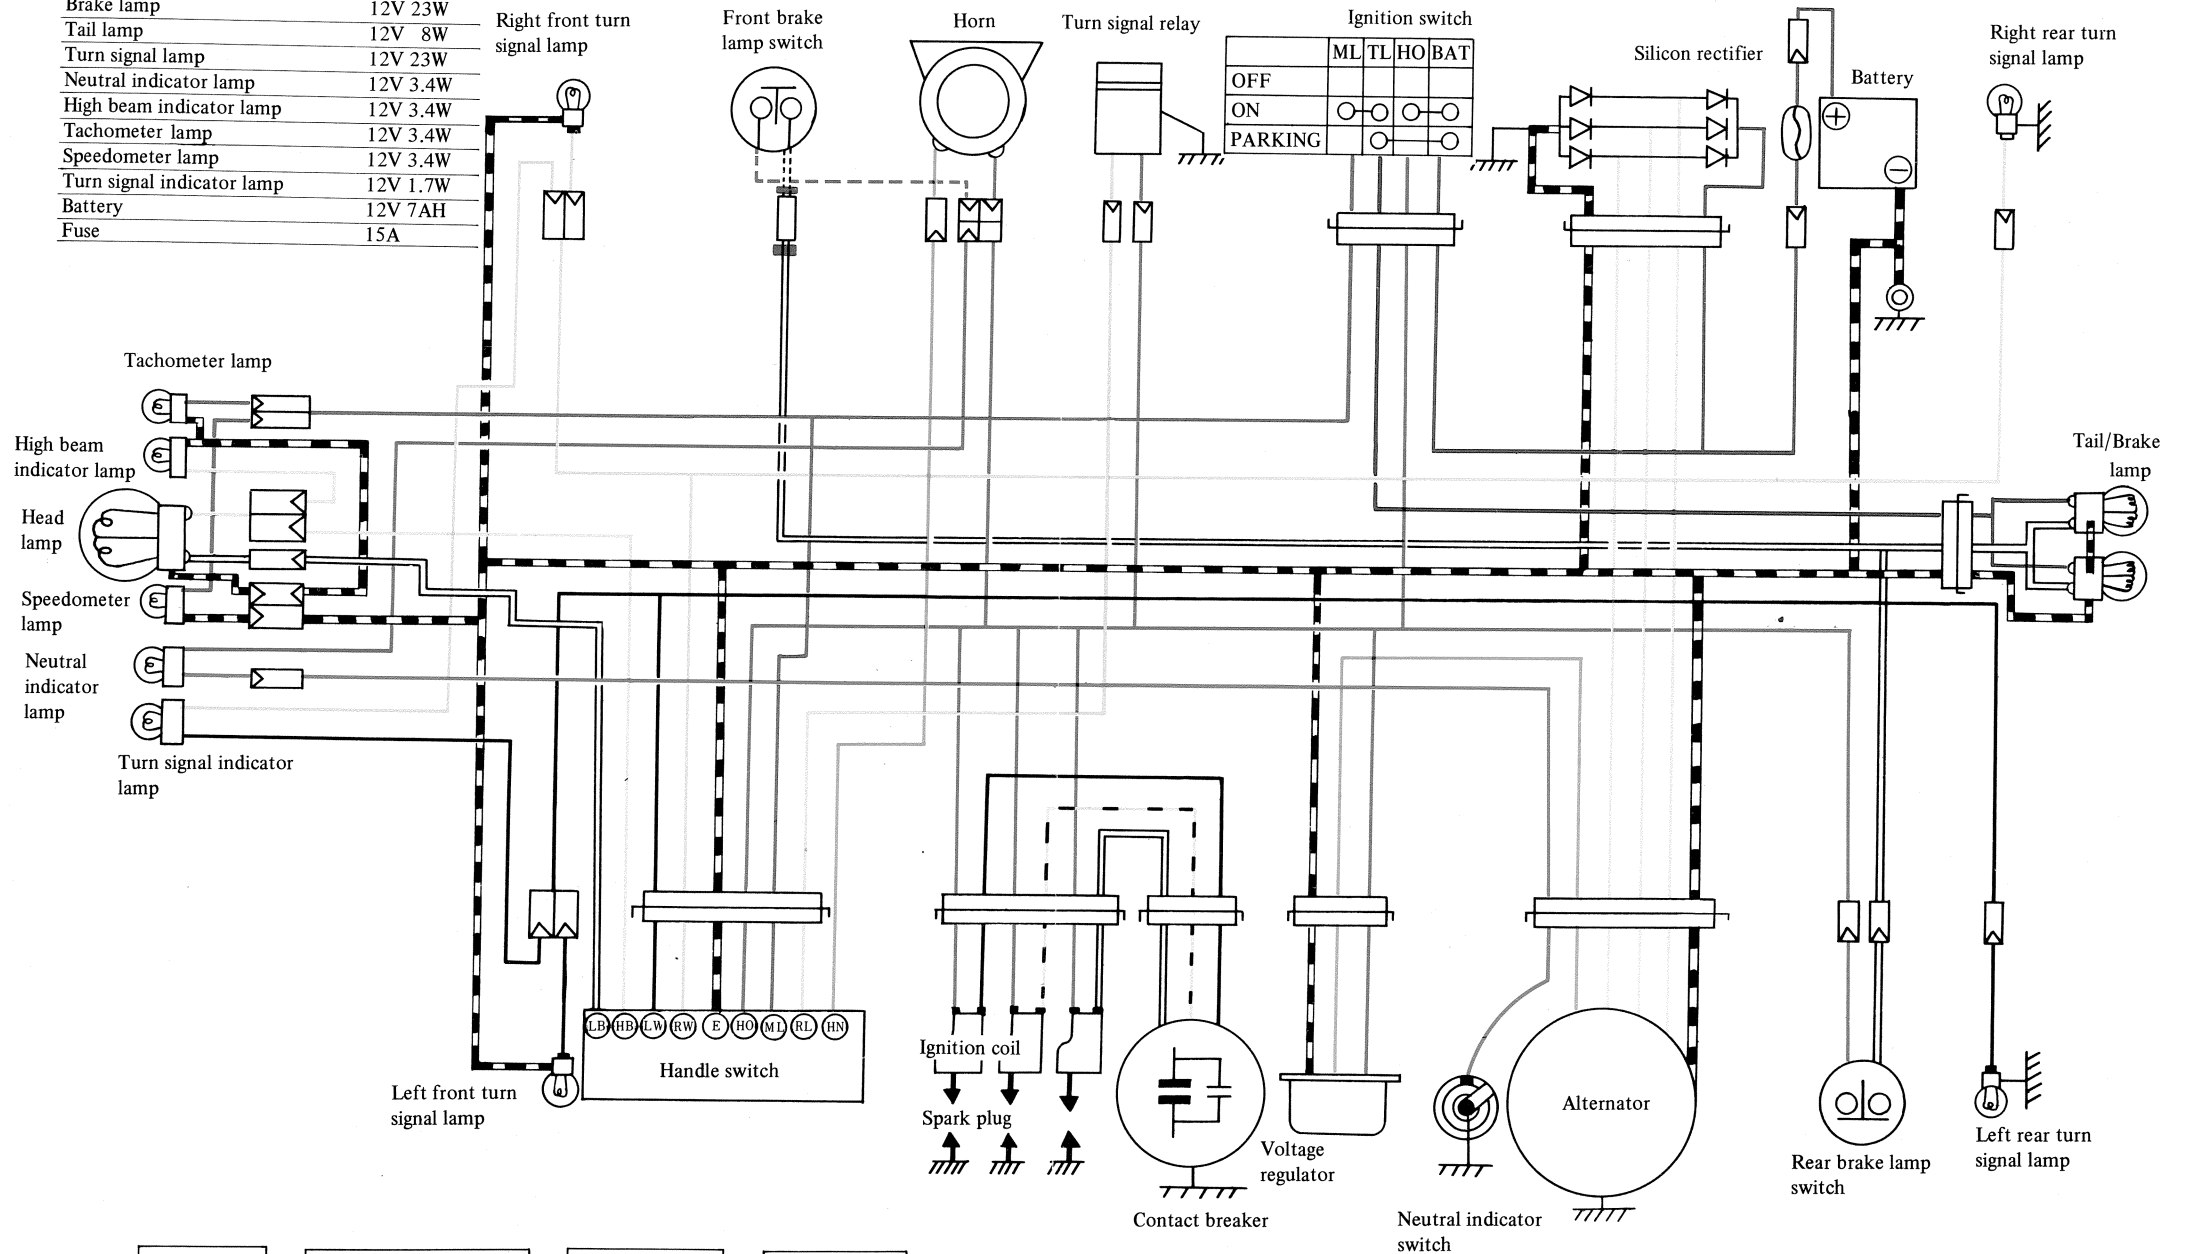 Brake lamp 12V 23W
Tail lamp 12V 8W
Turn signal lamp 12V 23W
Neutral indicator lamp 12V 3.4W
High beam indicator lamp 12V 3.4W
Tachometer lamp 12V 3.4W
Speedometer lamp 12V 3.4W
Turn signal indicator lamp 12V 1.7W
Battery 12V 7AH
Fuse 15A
Right front turn
signal lamp
Front brake
lamp switch
Horn
Turn signal relay
Ignition switch
ML TL HO BAT
OFF
ON
PARKING
Silicon rectifier
Battery
+
−
Right rear turn
signal lamp
Tachometer lamp
High beam
indicator lamp
Head
lamp
Speedometer
lamp
Neutral
indicator
lamp
Turn signal indicator
lamp
Tail/Brake
lamp
Left front turn
signal lamp
LB HB LW RW E HO ML RL HN
Handle switch
Ignition coil
Spark plug
Contact breaker
Voltage
regulator
Neutral indicator
switch
Alternator
Rear brake lamp
switch
Left rear turn
signal lamp